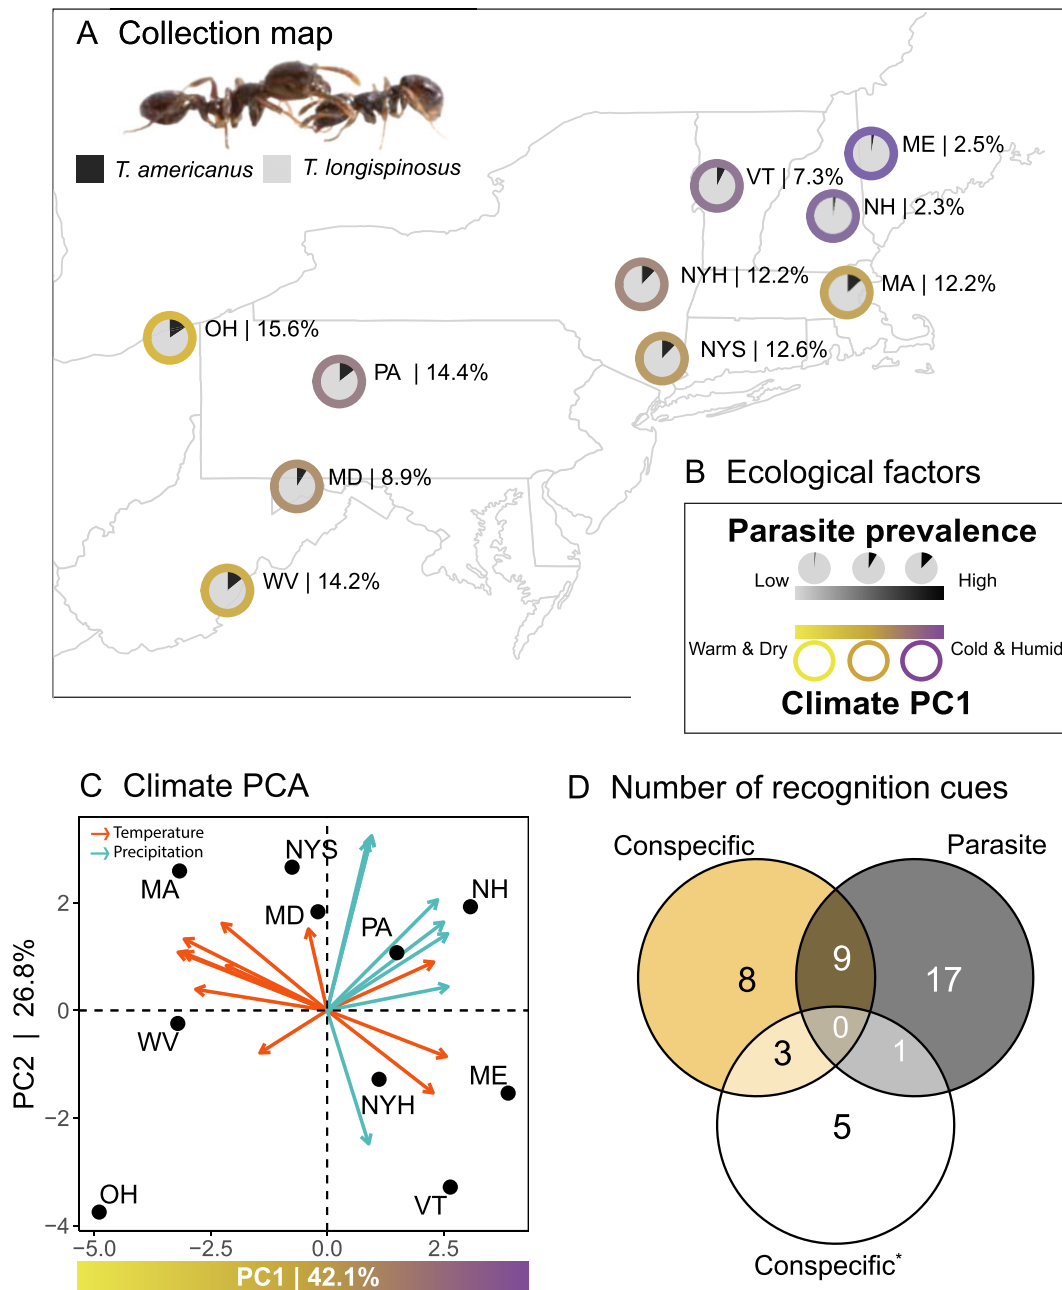 A Collection map
T. americanus
T. longispinosus
ME | 2.5%
VT | 7.3%
NH | 2.3%
NYH | 12.2%
MA | 12.2%
OH | 15.6%
NYS | 12.6%
PA | 14.4%
MD | 8.9%
WV | 14.2%
B Ecological factors
Parasite prevalence
Low
High
Warm & Dry
Cold & Humid
Climate PC1
C Climate PCA
Temperature
Precipitation
NYS
MA
NH
MD
PA
WV
NYH
ME
OH
VT
PC2 | 26.8%
2
0
−2
−4
−5.0
−2.5
0.0
2.5
PC1 | 42.1%
D Number of recognition cues
Conspecific
Parasite
8
9
17
0
3
1
5
Conspecific*